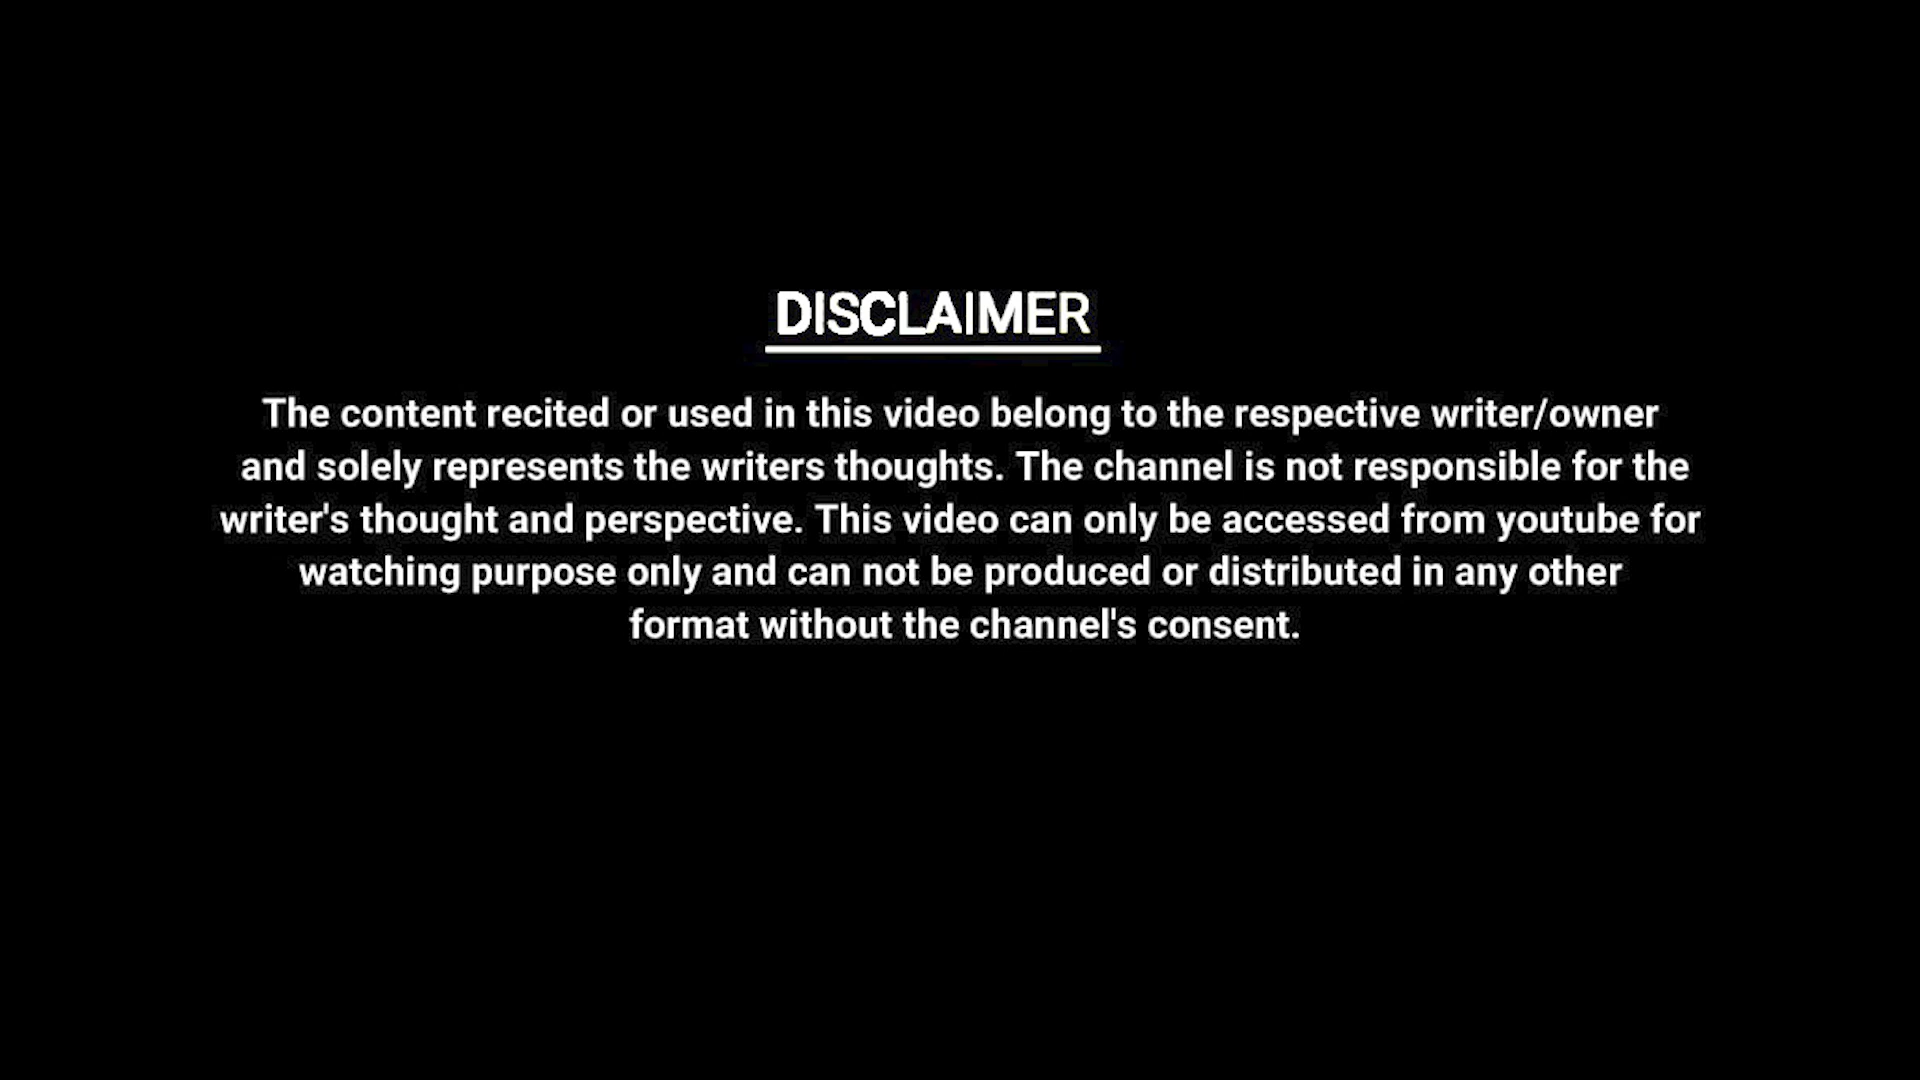 DISCLAIMER
The content recited or used in this video belong to the respective writer/owner
and solely represents the writers thoughts. The channel is not responsible for the
writer's thought and perspective. This video can only be accessed from youtube for
watching purpose only and can not be produced or distributed in any other
format without the channel's consent.